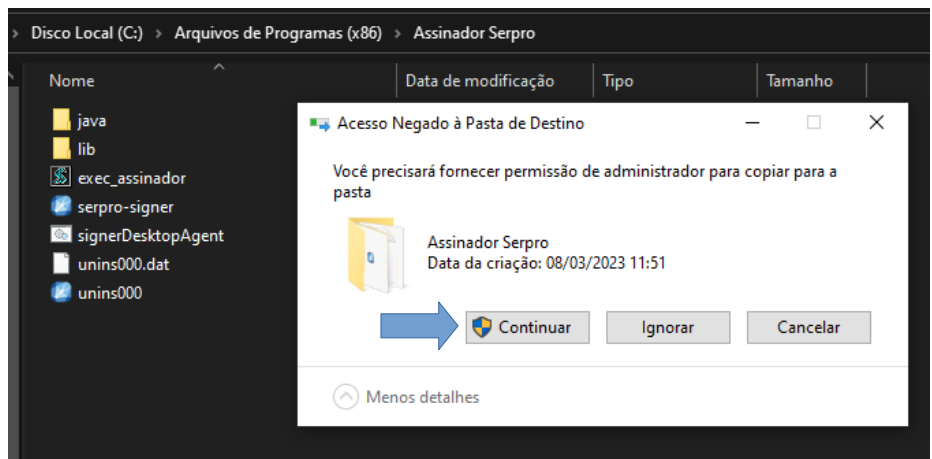 > Disco Local (C:) > Arquivos de Programas (x86) > Assinador Serpro
Nome Data de modificação Tipo Tamanho
java
lib
exec_assinador
serpro-signer
signerDesktopAgent
unins000.dat
unins000
Acesso Negado à Pasta de Destino
Você precisará fornecer permissão de administrador para copiar para a
pasta
Assinador Serpro
Data da criação: 08/03/2023 11:51
Continuar Ignorar Cancelar
Menos detalhes